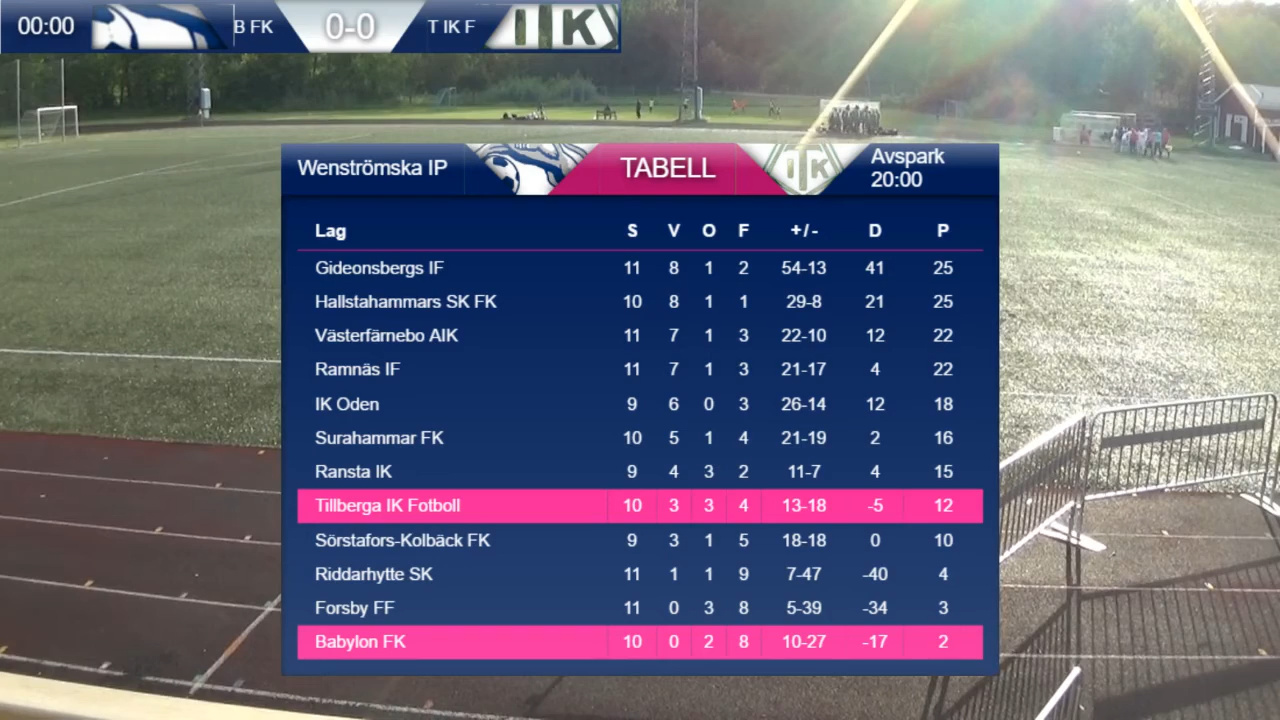 00:00 B FK 0-0 T IK F ITK
Wenströmska IP TABELL ITK Avspark
20:00
Lag S V O F +/- D P
Gideonsbergs IF 11 8 1 2 54-13 41 25
Hallstahammars SK FK 10 8 1 1 29-8 21 25
Västerfärnebo AIK 11 7 1 3 22-10 12 22
Ramnäs IF 11 7 1 3 21-17 4 22
IK Oden 9 6 0 3 26-14 12 18
Surahammar FK 10 5 1 4 21-19 2 16
Ransta IK 9 4 3 2 11-7 4 15
Tillberga IK Fotboll 10 3 3 4 13-18 -5 12
Sörstafors-Kolbäck FK 9 3 1 5 18-18 0 10
Riddarhytte SK 11 1 1 9 7-47 -40 4
Forsby FF 11 0 3 8 5-39 -34 3
Babylon FK 10 0 2 8 10-27 -17 2